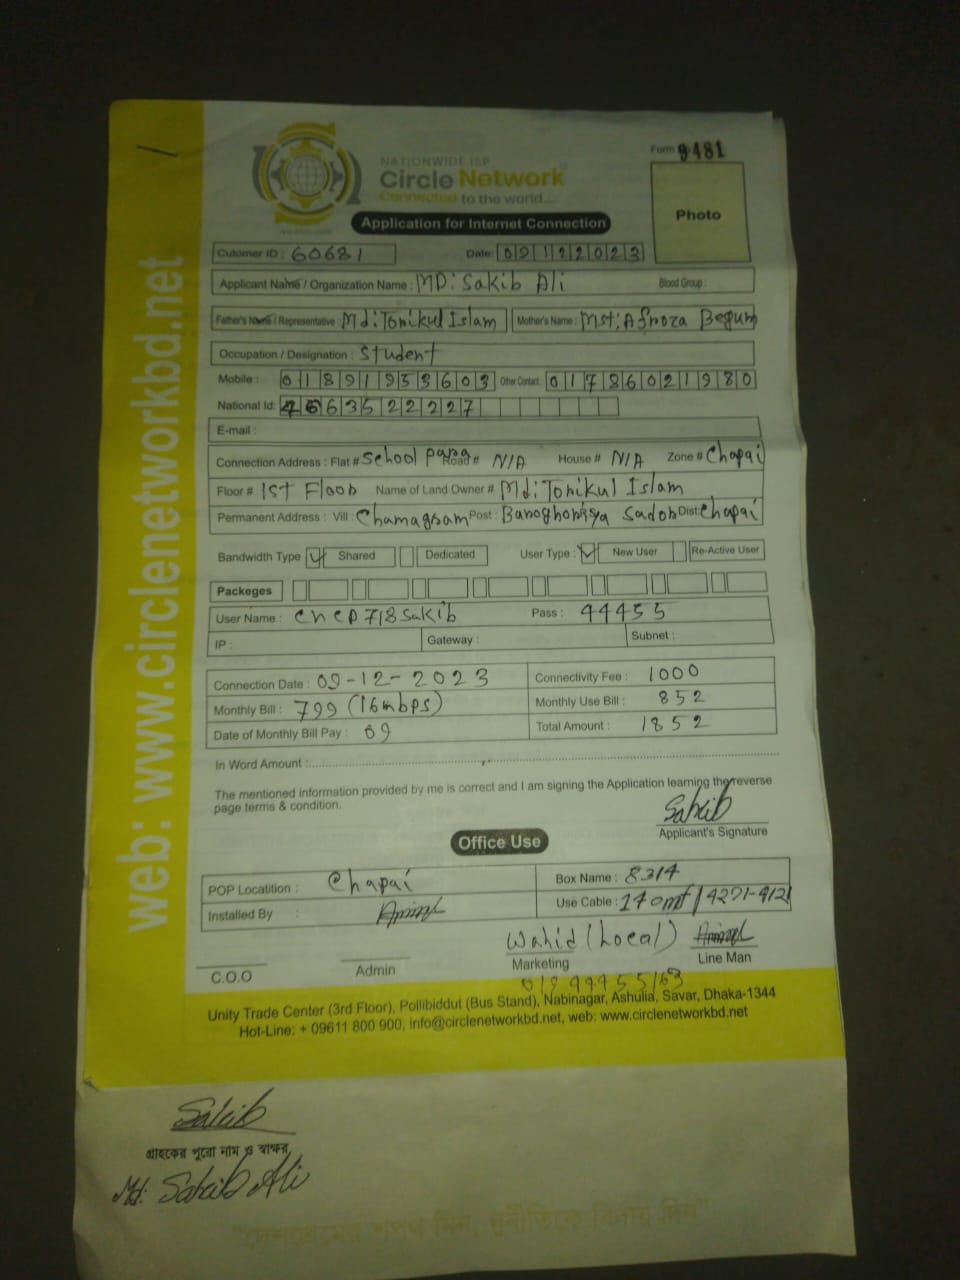 NATIONWIDE ISP
Circle Network
Connected to the world...
Form 9481
Photo
Application for Internet Connection
Cutomer ID : 60681 Date: 09122023
Applicant Name / Organization Name : MD: Sakib Ali Blood Group :
Father's Name / Representative : Md: Torikul Islam Mother's Name : Mst: Afroza Begum
Occupation / Designation : Student
Mobile : 01891953603 Other Contact: 01786021980
National Id: 4663522227
E-mail :
Connection Address : Flat # School para Road # N/A House # N/A Zone # Chapai
Floor # 1st Floor Name of Land Owner # Md: Torikul Islam
Permanent Address : Vill : Chamagram Post : Baroghoriya Sador Dist: Chapai
Bandwidth Type Shared Dedicated User Type : New User Re-Active User
Packeges
User Name : CNCP718Sakib Pass : 44455
IP : Gateway : Subnet :
Connection Date : 09-12-2023 Connectivity Fee : 1000
Monthly Bill : 799 (16mbps) Monthly Use Bill : 852
Date of Monthly Bill Pay : 09 Total Amount : 1852
In Word Amount :
The mentioned information provided by me is correct and I am signing the Application learning the reverse
page terms & condition.
Sakib
Applicant's Signature
Office Use
POP Locatition : Chapai Box Name : 8314
Installed By : Use Cable : 140mt / 4271-4121
Wahid (Local)
C.O.O Admin Marketing Line Man
Unity Trade Center (3rd Floor), Pollibiddut (Bus Stand), Nabinagar, Ashulia, Savar, Dhaka-1344
Hot-Line: + 09611 800 900, info@circlenetworkbd.net, web: www.circlenetworkbd.net
web: www.circlenetworkbd.net
Sakib
গ্রাহকের পুরো নাম ও স্বাক্ষর
Md: Sakib Ali
"দেশপ্রেমের শপথ নিন, দুর্নীতিকে বিদায় দিন"